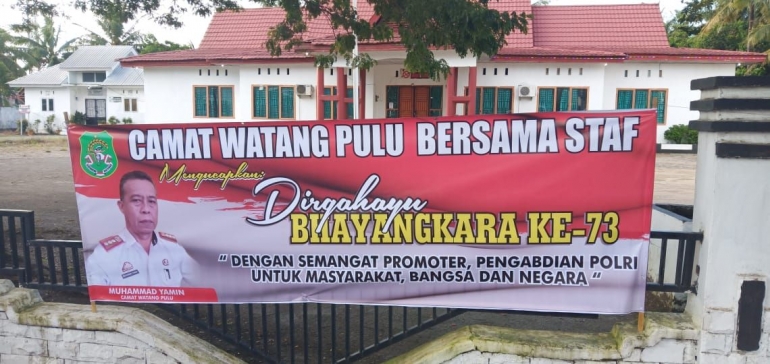 CAMAT WATANG PULU BERSAMA STAF
Mengucapkan:
Dirgahayu
BHAYANGKARA KE-73
“ DENGAN SEMANGAT PROMOTER, PENGABDIAN POLRI
UNTUK MASYARAKAT, BANGSA DAN NEGARA “
MUHAMMAD YAMIN
CAMAT WATANG PULU